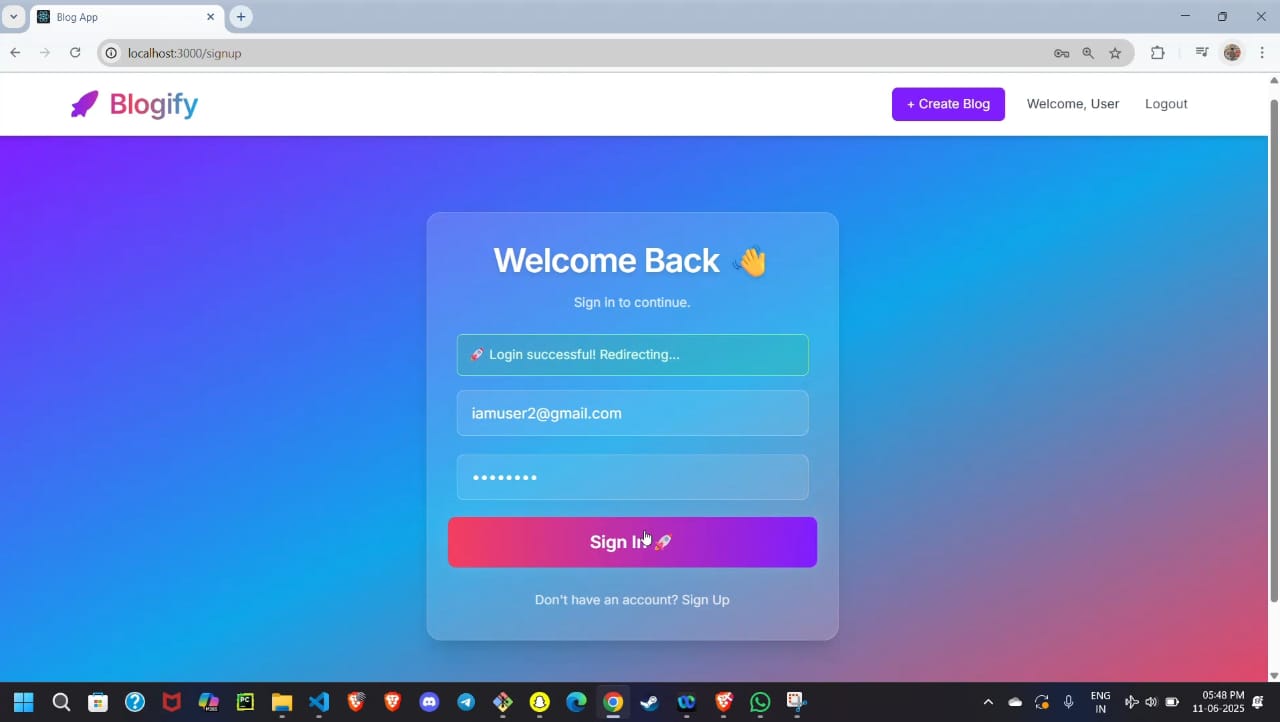 Blog App
localhost:3000/signup
Blogify
+ Create Blog
Welcome, User
Logout
Welcome Back 👋
Sign in to continue.
🚀 Login successful! Redirecting...
iamuser2@gmail.com
••••••••
Sign In 🚀
Don't have an account? Sign Up
PC
ENG
IN
05:48 PM
11-06-2025